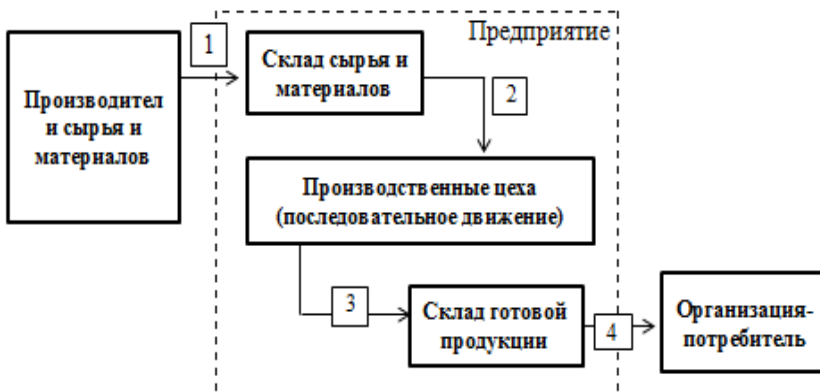 Предприятие
1
Производител
и сырья и
материалов
Склад сырья и
материалов
2
Производственные цеха
(последовательное движение)
3
Склад готовой
продукции
4
Организация-
потребитель